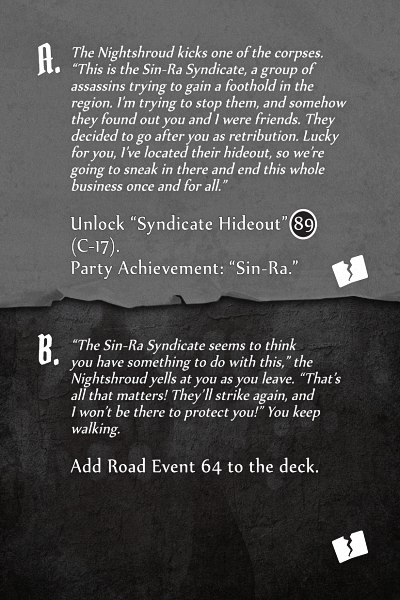 A.
The Nightshroud kicks one of the corpses.
“This is the Sin-Ra Syndicate, a group of
assassins trying to gain a foothold in the
region. I’m trying to stop them, and somehow
they found out you and I were friends. They
decided to go after you as retribution. Lucky
for you, I’ve located their hideout, so we’re
going to sneak in there and end this whole
business once and for all.”
Unlock “Syndicate Hideout” 89
(C-17).
Party Achievement: “Sin-Ra.”
B.
“The Sin-Ra Syndicate seems to think
you have something to do with this,” the
Nightshroud yells at you as you leave. “That’s
all that matters! They’ll strike again, and
I won’t be there to protect you!” You keep
walking.
Add Road Event 64 to the deck.